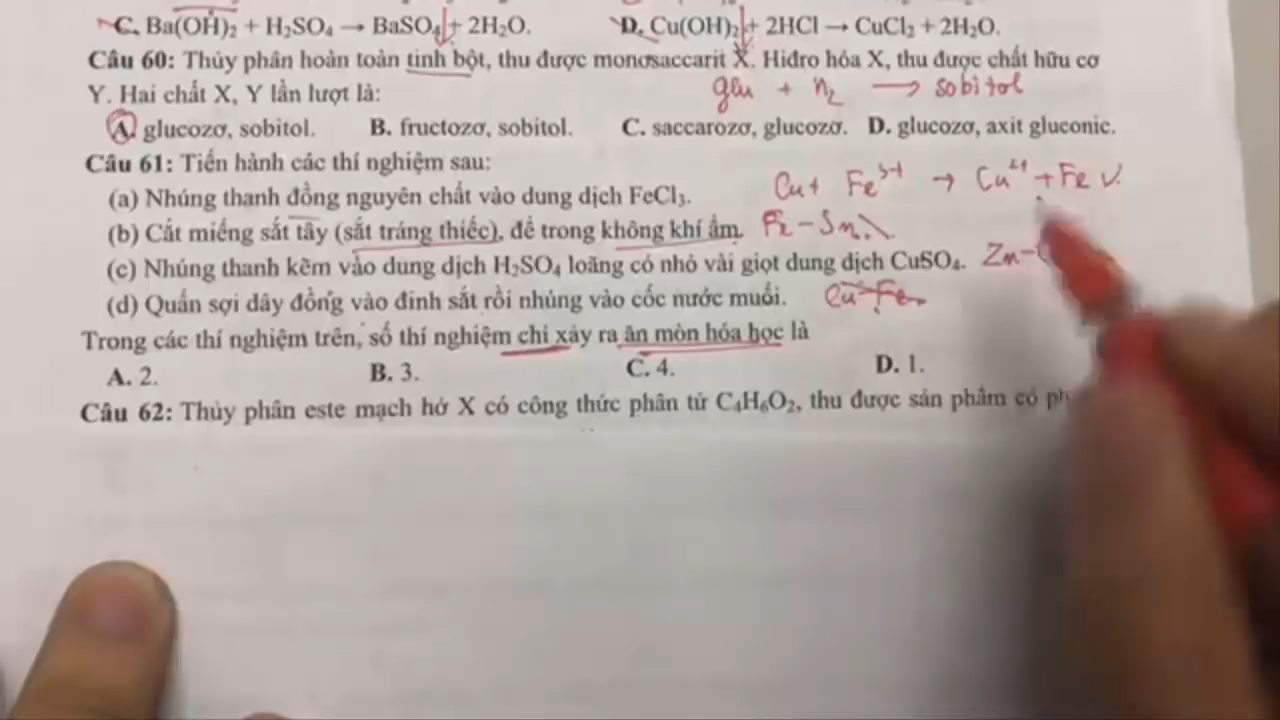 C. Ba(OH)₂ + H₂SO₄ → BaSO₄ + 2H₂O. D. Cu(OH)₂ + 2HCl → CuCl₂ + 2H₂O.
Câu 60: Thủy phân hoàn toàn tinh bột, thu được monosaccarit X. Hiđro hóa X, thu được chất hữu cơ
Y. Hai chất X, Y lần lượt là:
glu + H₂ → sobitol
A. glucozơ, sobitol. B. fructozơ, sobitol. C. saccarozơ, glucozơ. D. glucozơ, axit gluconic.
Câu 61: Tiến hành các thí nghiệm sau:
(a) Nhúng thanh đồng nguyên chất vào dung dịch FeCl₃. Cu + Fe³⁺ → Cu²⁺ + Fe
(b) Cắt miếng sắt tây (sắt tráng thiếc), để trong không khí ẩm. Fe - Sn
(c) Nhúng thanh kẽm vào dung dịch H₂SO₄ loãng có nhỏ vài giọt dung dịch CuSO₄. Zn -
(d) Quấn sợi dây đồng vào đinh sắt rồi nhúng vào cốc nước muối. Cu - Fe
Trong các thí nghiệm trên, số thí nghiệm chỉ xảy ra ăn mòn hóa học là
A. 2. B. 3. C. 4. D. 1.
Câu 62: Thủy phân este mạch hở X có công thức phân tử C₄H₆O₂, thu được sản phẩm có